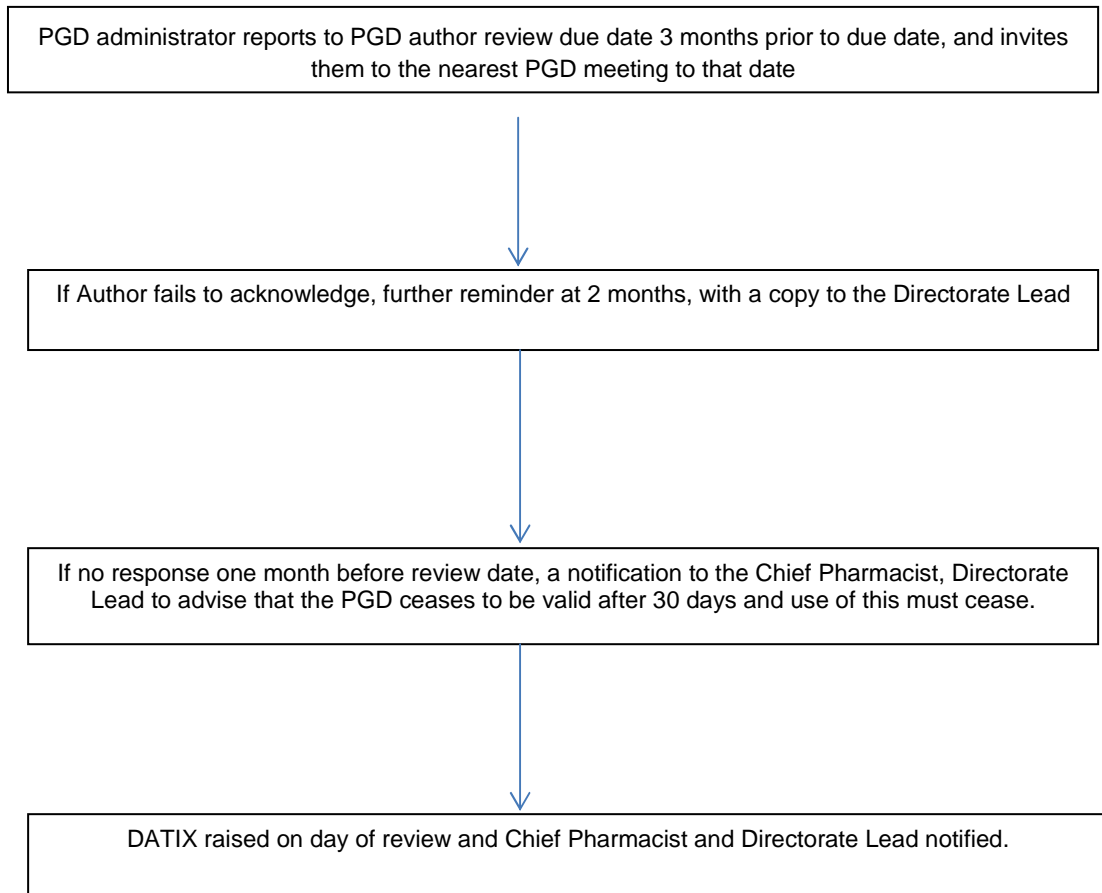 PGD administrator reports to PGD author review due date 3 months prior to due date, and invites
them to the nearest PGD meeting to that date
If Author fails to acknowledge, further reminder at 2 months, with a copy to the Directorate Lead
If no response one month before review date, a notification to the Chief Pharmacist, Directorate
Lead to advise that the PGD ceases to be valid after 30 days and use of this must cease.
DATIX raised on day of review and Chief Pharmacist and Directorate Lead notified.